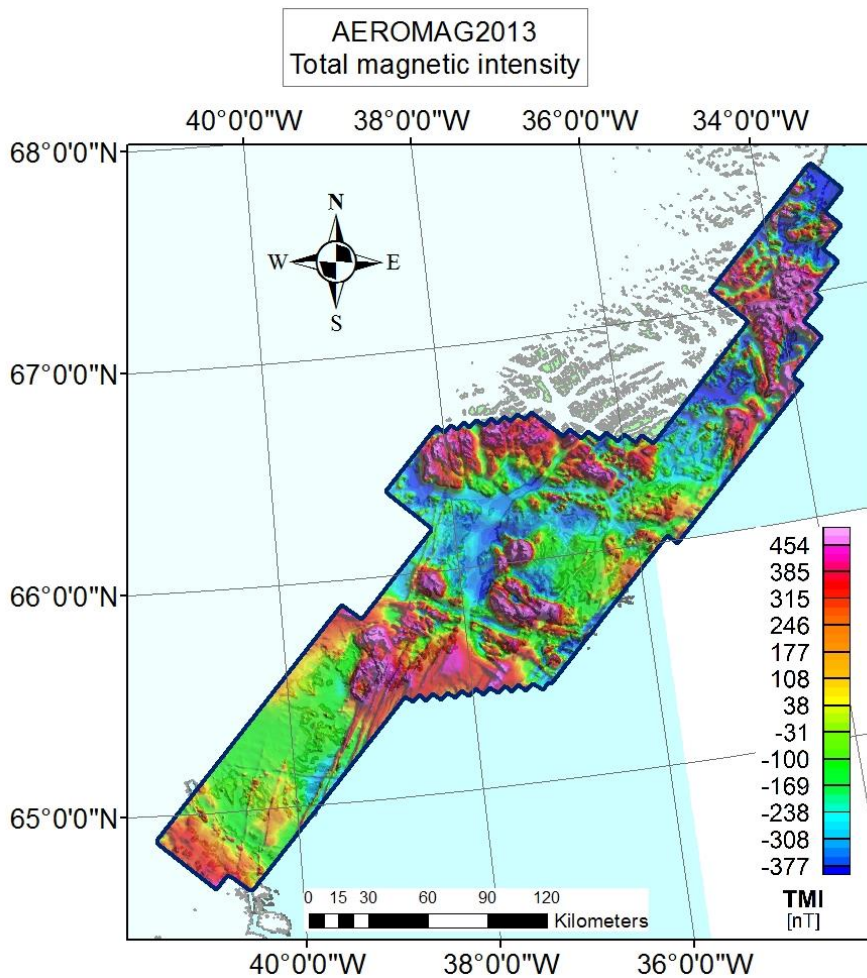 AEROMAG2013
Total magnetic intensity
40°0'0"W 38°0'0"W 36°0'0"W 34°0'0"W
68°0'0"N
N
W E
S
67°0'0"N
66°0'0"N
65°0'0"N
454
385
315
246
177
108
38
-31
-100
-169
-238
-308
-377
TMI
[nT]
0 15 30 60 90 120
Kilometers
40°0'0"W 38°0'0"W 36°0'0"W